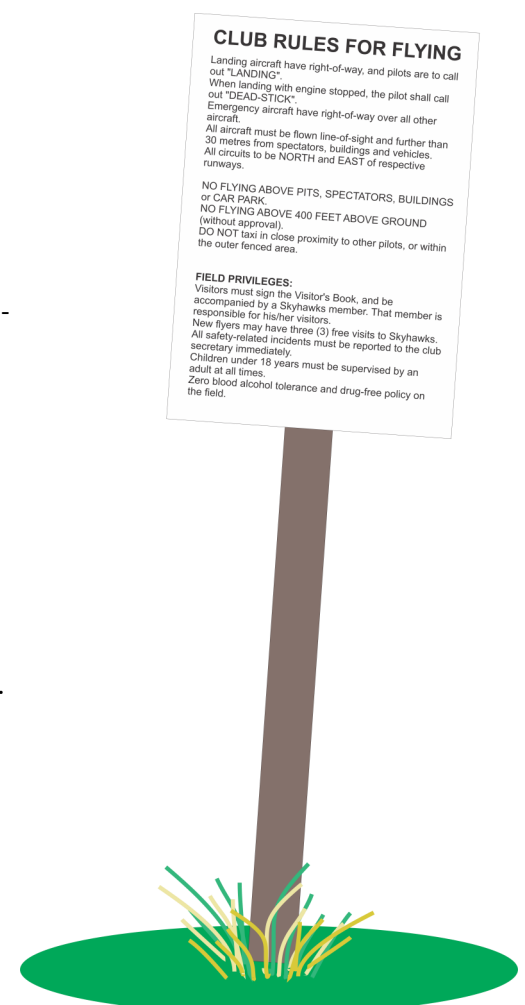 CLUB RULES FOR FLYING
Landing aircraft have right-of-way, and pilots are to call
out "LANDING".
When landing with engine stopped, the pilot shall call
out "DEAD-STICK".
Emergency aircraft have right-of-way over all other
aircraft.
All aircraft must be flown line-of-sight and further than
30 metres from spectators, buildings and vehicles.
All circuits to be NORTH and EAST of respective
runways.
NO FLYING ABOVE PITS, SPECTATORS, BUILDINGS
or CAR PARK.
NO FLYING ABOVE 400 FEET ABOVE GROUND
(without approval).
DO NOT taxi in close proximity to other pilots, or within
the outer fenced area.
FIELD PRIVILEGES:
Visitors must sign the Visitor's Book, and be
accompanied by a Skyhawks member. That member is
responsible for his/her visitors.
New flyers may have three (3) free visits to Skyhawks.
All safety-related incidents must be reported to the club
secretary immediately.
Children under 18 years must be supervised by an
adult at all times.
Zero blood alcohol tolerance and drug-free policy on
the field.
-
.